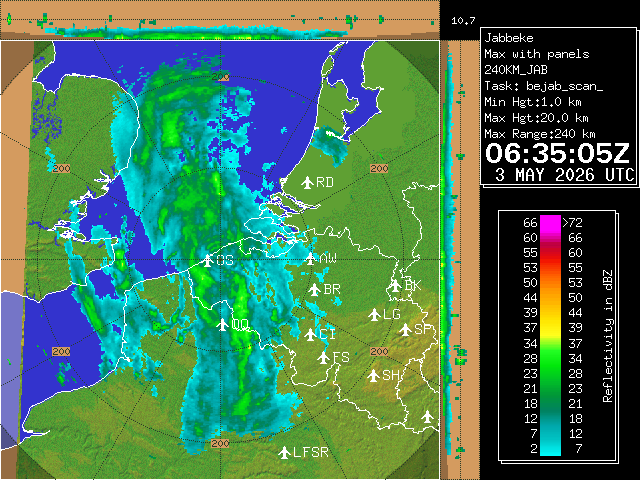 10.7
Jabbeke
Max with panels
240KM_JAB
Task: bejab_scan_
Min Hgt:1.0 km
Max Hgt:20.0 km
Max Range:240 km
06:35:05Z
3 MAY 2026 UTC
200
200
200
RD
OS
AW
BR
BK
LG
QQ
CI
SP
200
FS
200
SH
200
LFSR
66 >72
60 66
55 60
53 55
50 53
44 50
39 44
37 39
34 37
28 34
23 28
21 23
18 21
12 18
7 12
2 7
Reflectivity in dBZ